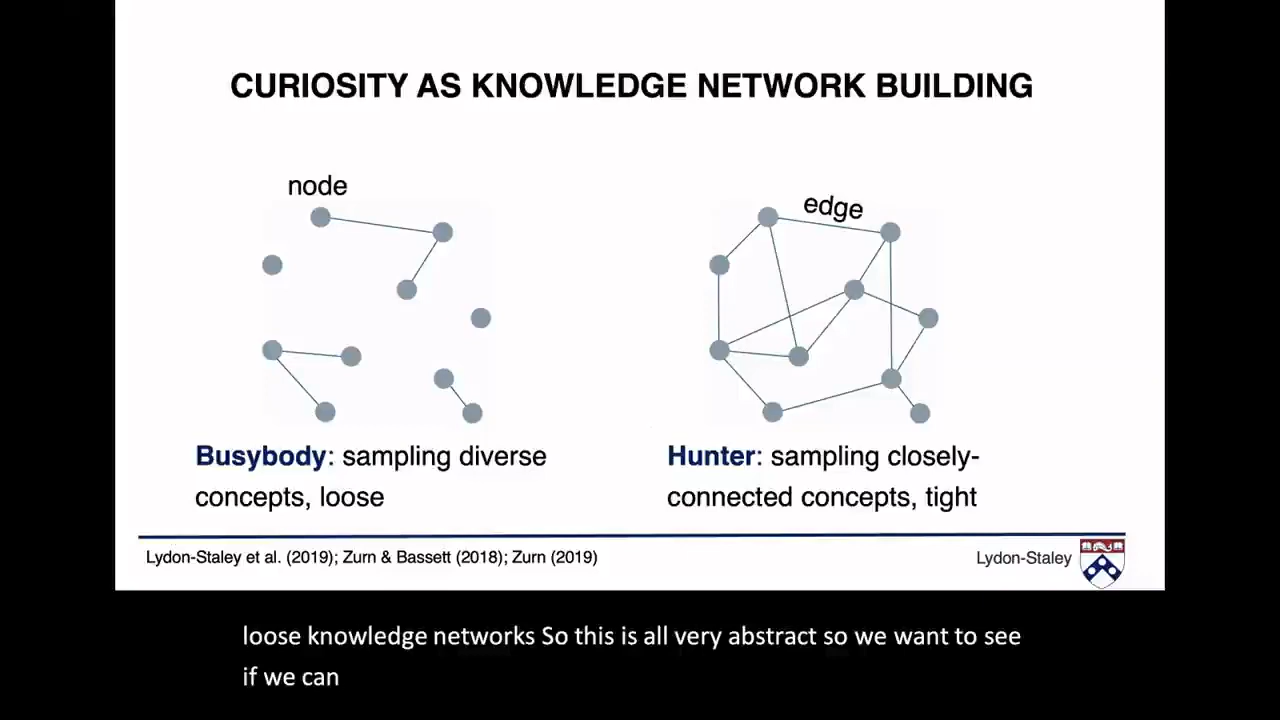 CURIOSITY AS KNOWLEDGE NETWORK BUILDING
node
edge
Busybody: sampling diverse
concepts, loose
Hunter: sampling closely-
connected concepts, tight
Lydon-Staley et al. (2019); Zurn & Bassett (2018); Zurn (2019)
Lydon-Staley
loose knowledge networks So this is all very abstract so we want to see
if we can